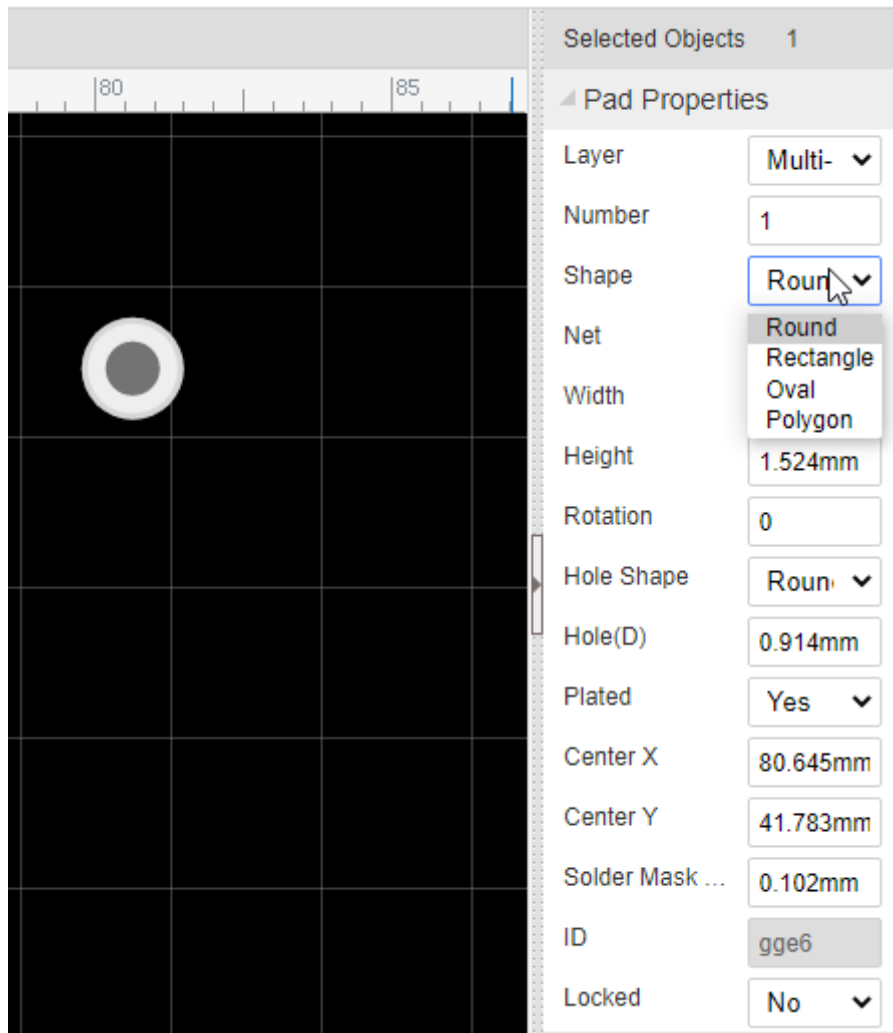 Selected Objects 1
80 85
Pad Properties
Layer Multi-
Number 1
Shape Roun
Round
Net
Rectangle
Oval
Width
Polygon
Height 1.524mm
Rotation 0
Hole Shape Roun
Hole(D) 0.914mm
Plated Yes
Center X 80.645mm
Center Y 41.783mm
Solder Mask ... 0.102mm
ID gge6
Locked No